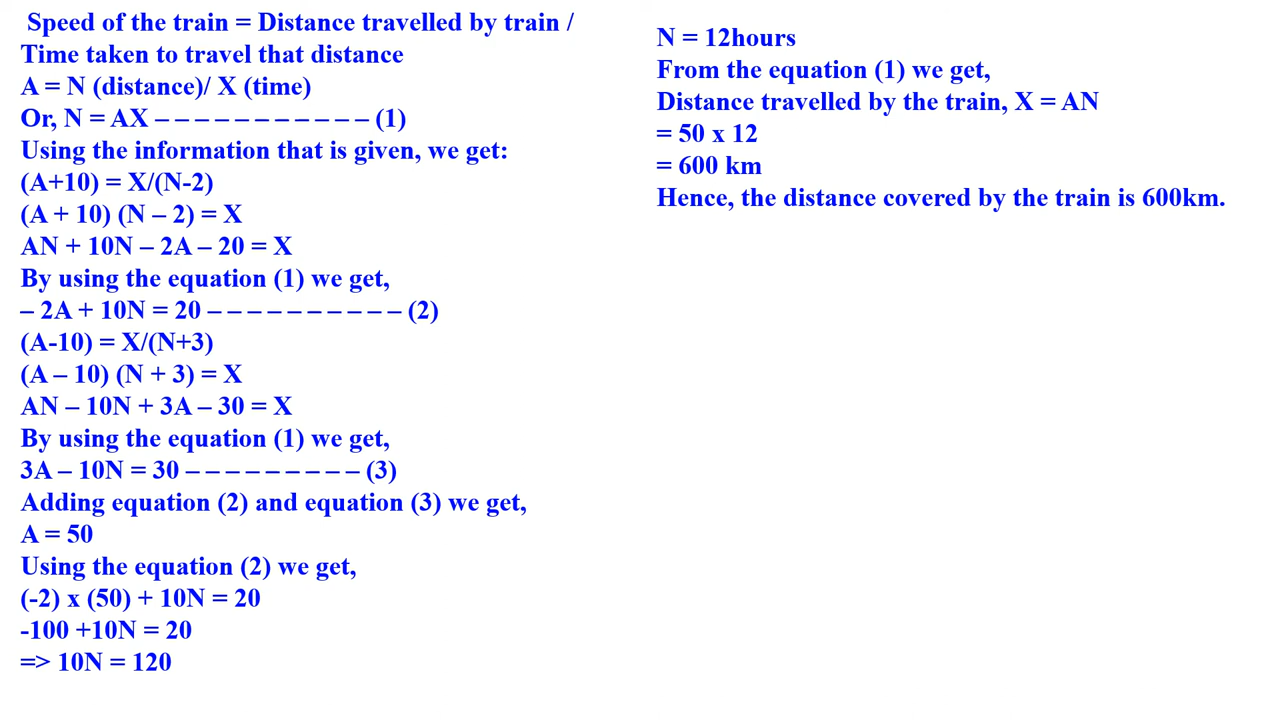 Speed of the train = Distance travelled by train /
Time taken to travel that distance
A = N (distance)/ X (time)
Or, N = AX – – – – – – – – – – – (1)
Using the information that is given, we get:
(A+10) = X/(N-2)
(A + 10) (N – 2) = X
AN + 10N – 2A – 20 = X
By using the equation (1) we get,
– 2A + 10N = 20 – – – – – – – – – – (2)
(A-10) = X/(N+3)
(A – 10) (N + 3) = X
AN – 10N + 3A – 30 = X
By using the equation (1) we get,
3A – 10N = 30 – – – – – – – – – (3)
Adding equation (2) and equation (3) we get,
A = 50
Using the equation (2) we get,
(-2) x (50) + 10N = 20
-100 +10N = 20
=> 10N = 120
N = 12hours
From the equation (1) we get,
Distance travelled by the train, X = AN
= 50 x 12
= 600 km
Hence, the distance covered by the train is 600km.